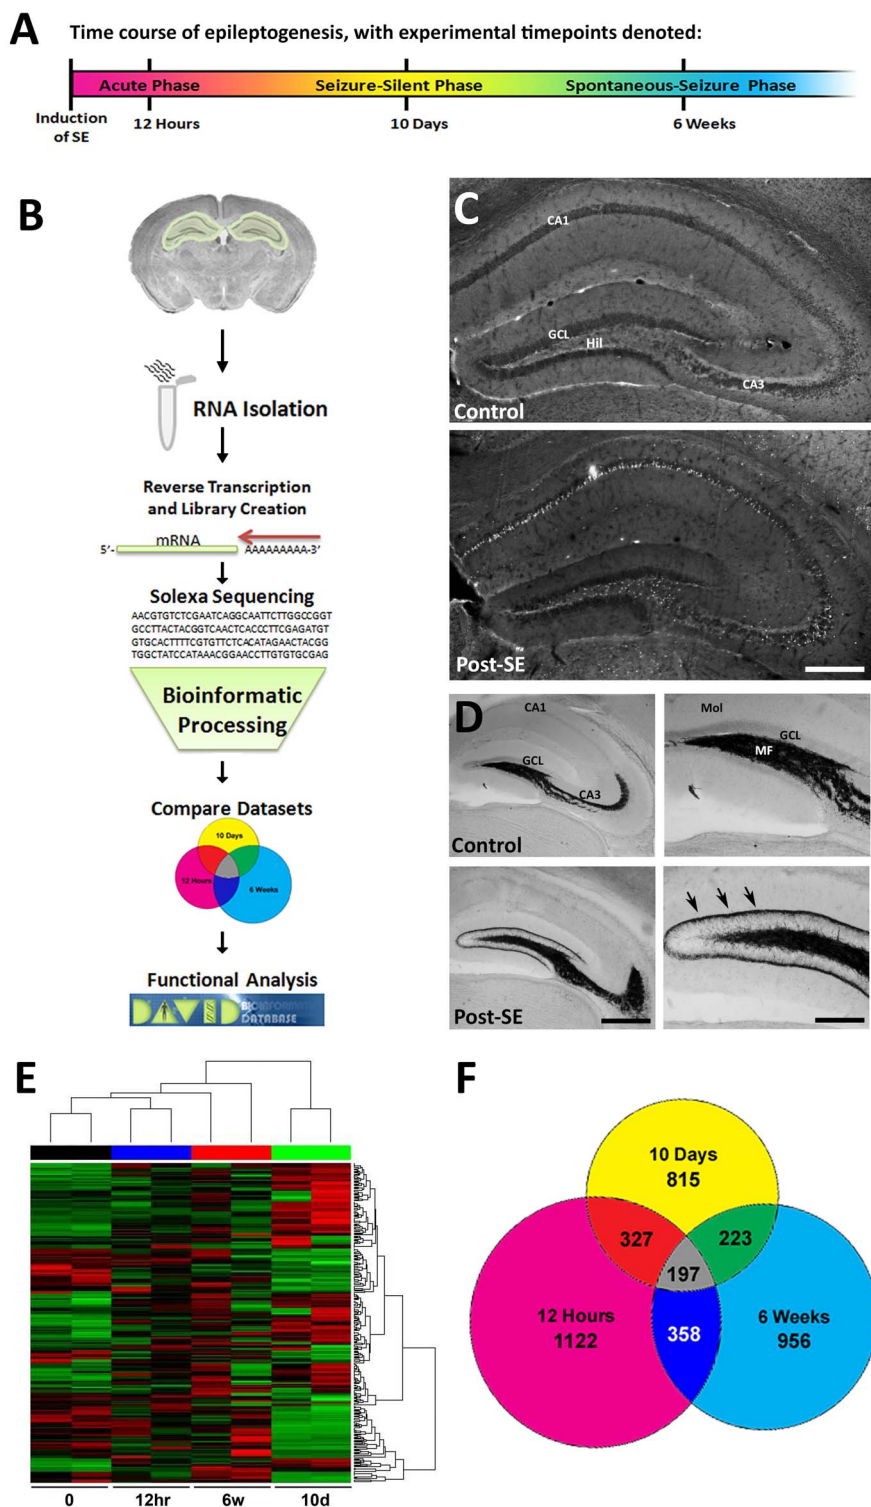 A
Time course of epileptogenesis, with experimental timepoints denoted:
Acute Phase
Seizure-Silent Phase
Spontaneous-Seizure Phase
Induction
of SE
12 Hours
10 Days
6 Weeks
B
RNA Isolation
Reverse Transcription
and Library Creation
mRNA
5'-
AAAAAAAAA-3'
Solexa Sequencing
AACGTGTCTCGAATCAGGCAATTCTTGGCCGGT
GCCTTACTACGGTCAACTCACCCTTCGAGATGT
GTGCACTTTTCGTGTTCTCACATAGAACTACGG
TGGCTATCCATAAACGGAACCTTGTGTGCGAG
Bioinformatic
Processing
Compare Datasets
10 Days
12 Hours
6 Weeks
Functional Analysis
DAVID
BIOINFORMATICS
DATABASE
C
CA1
GCL
Hil
CA3
Control
Post-SE
D
CA1
GCL
CA3
Control
Mol
GCL
MF
Post-SE
E
0
12hr
6w
10d
F
10 Days
815
327
223
197
12 Hours
1122
358
6 Weeks
956